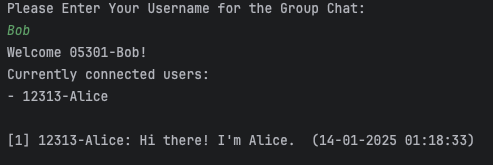 Please Enter Your Username for the Group Chat:
Bob
Welcome 05301-Bob!
Currently connected users:
- 12313-Alice
[1] 12313-Alice: Hi there! I'm Alice.  (14-01-2025 01:18:33)